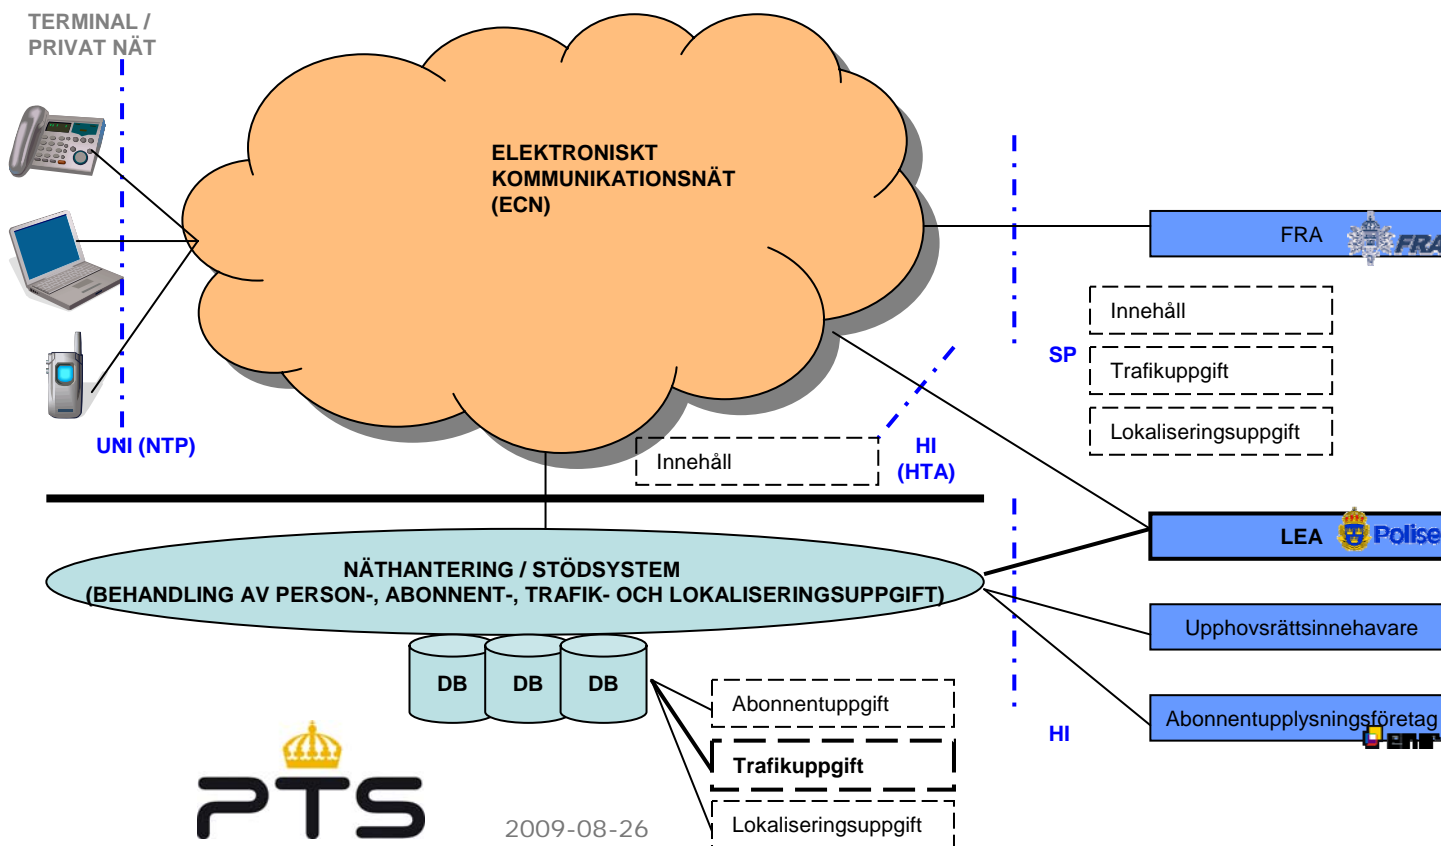 TERMINAL /
PRIVAT NÄT
ELEKTRONISKT
KOMMUNIKATIONSNÄT
(ECN)
FRA
FRA
Innehåll
SP
Trafikuppgift
Lokaliseringsuppgift
UNI (NTP)
Innehåll
HI
(HTA)
LEA
Polise
NÄTHANTERING / STÖDSYSTEM
(BEHANDLING AV PERSON-, ABONNENT-, TRAFIK- OCH LOKALISERINGSUPPGIFT)
Upphovsrättsinnehavare
DB
DB
DB
Abonnentuppgift
Abonnentupplysningsföretag
HI
Trafikuppgift
Lokaliseringsuppgift
PTS
2009-08-26